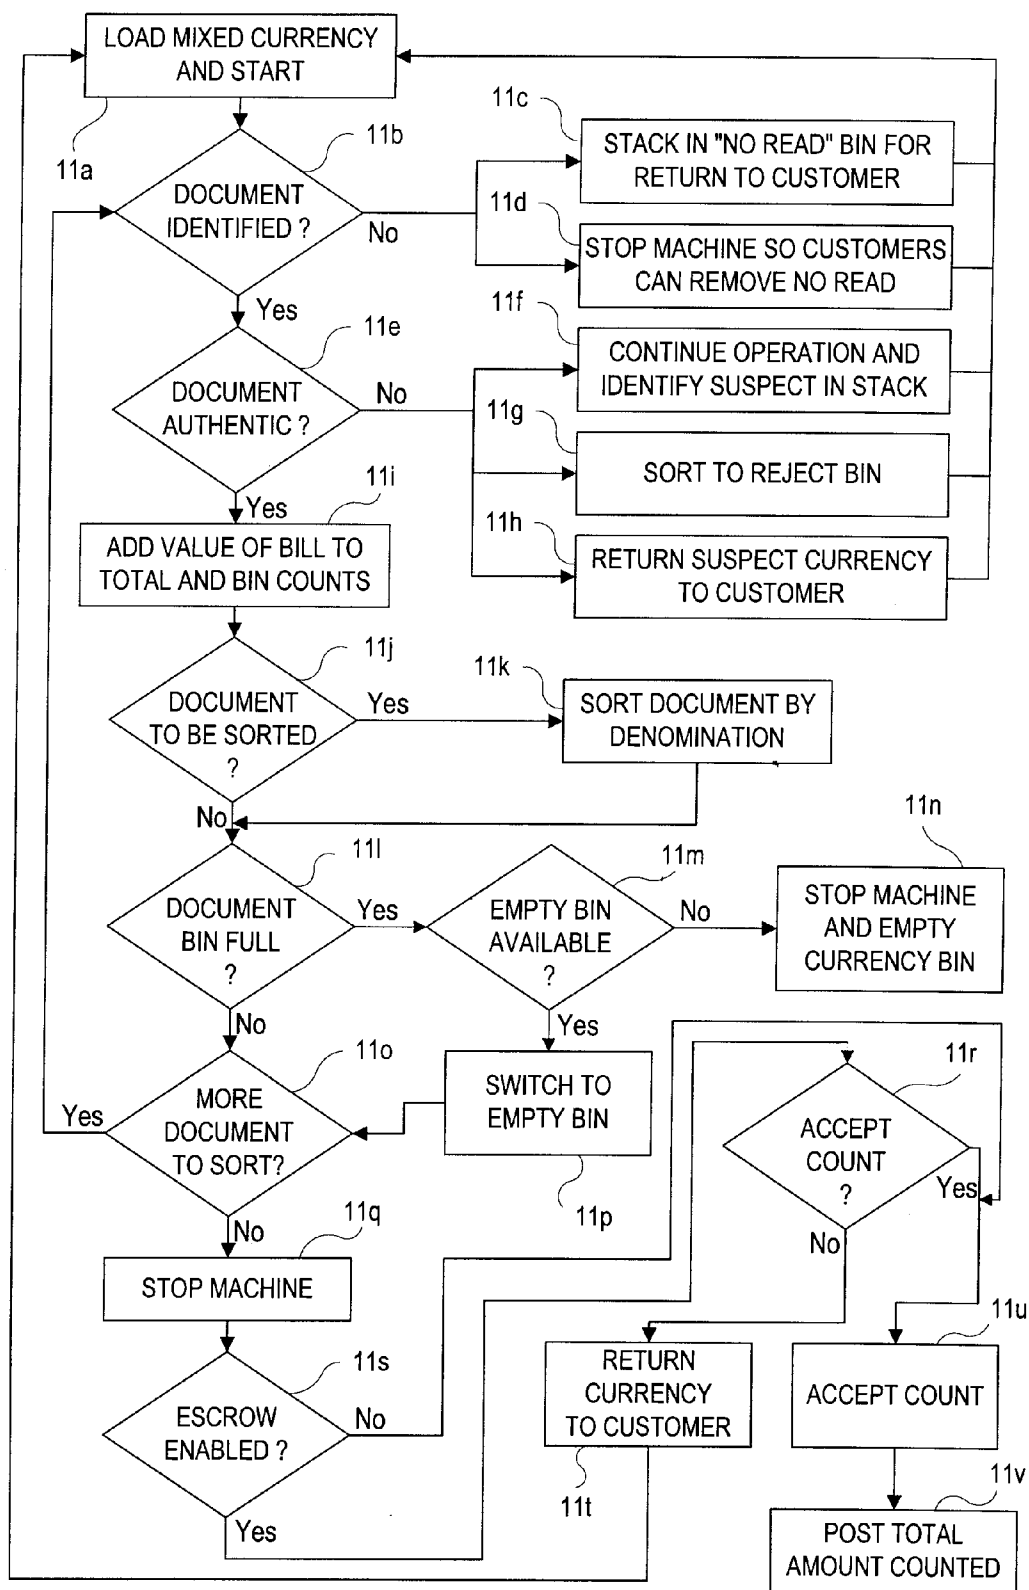 LOAD MIXED CURRENCY
AND START
11a
11b
DOCUMENT
IDENTIFIED ?
No
Yes
11c
STACK IN "NO READ" BIN FOR
RETURN TO CUSTOMER
11d
STOP MACHINE SO CUSTOMERS
CAN REMOVE NO READ
11e
DOCUMENT
AUTHENTIC ?
No
Yes
11f
CONTINUE OPERATION AND
IDENTIFY SUSPECT IN STACK
11g
SORT TO REJECT BIN
11h
RETURN SUSPECT CURRENCY
TO CUSTOMER
11i
ADD VALUE OF BILL TO
TOTAL AND BIN COUNTS
11j
DOCUMENT
TO BE SORTED
?
Yes
No
11k
SORT DOCUMENT BY
DENOMINATION
11l
DOCUMENT
BIN FULL
?
Yes
No
11m
EMPTY BIN
AVAILABLE
?
No
Yes
11n
STOP MACHINE
AND EMPTY
CURRENCY BIN
11o
MORE
DOCUMENT
TO SORT?
Yes
No
SWITCH TO
EMPTY BIN
11p
11r
ACCEPT
COUNT
?
Yes
No
11q
STOP MACHINE
11s
ESCROW
ENABLED ?
No
Yes
RETURN
CURRENCY
TO CUSTOMER
11t
11u
ACCEPT COUNT
11v
POST TOTAL
AMOUNT COUNTED